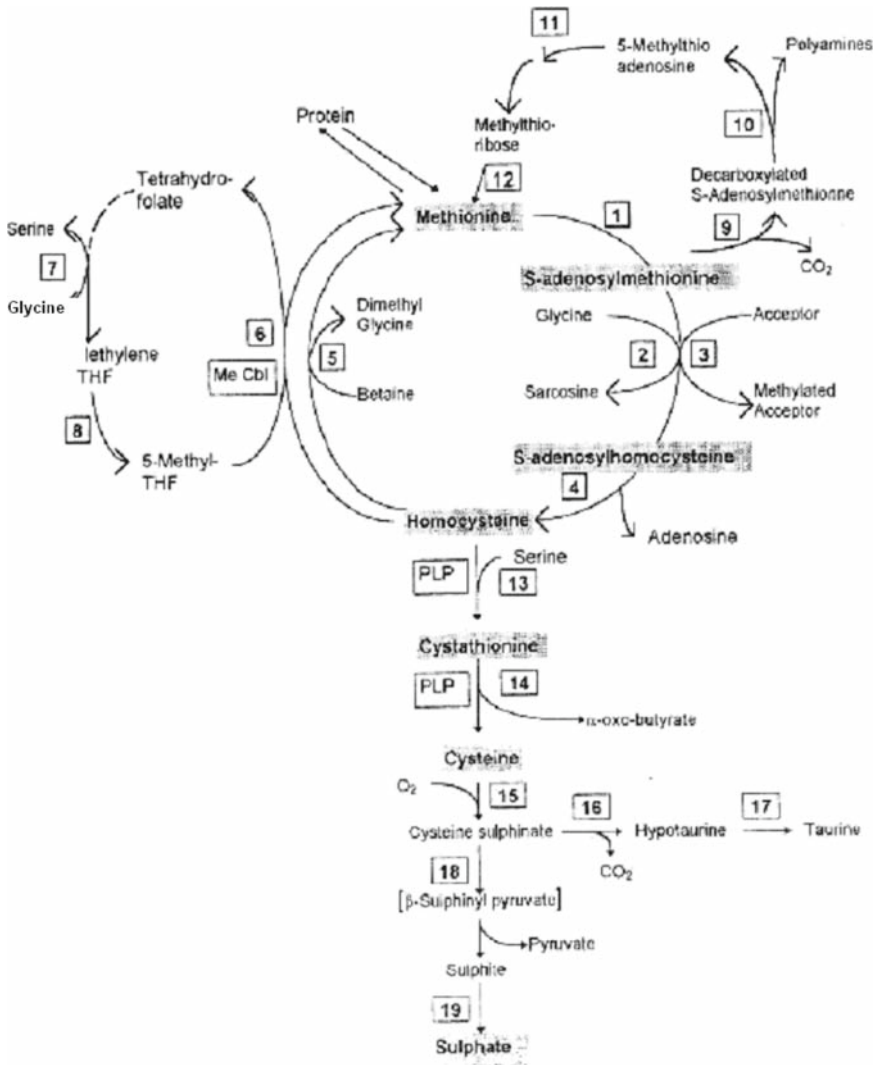 11
5-Methylthio
adenosine
Polyamines
Protein
Methylthio-
ribose
10
Tetrahydro-
folate
12
Decarboxylated
S-Adenosylmethionne
Methionine
1
9
CO₂
Serine
7
Glycine
S-adenosylmethionine
Dimethyl
Glycine
Glycine
Acceptor
6
Me Cbl
5
2
3
lethylene
THF
Betaine
Sarcosine
Methylated
Acceptor
8
5-Methyl-
THF
S-adenosylhomocysteine
4
Homocysteine
Adenosine
PLP
Serine
13
Cystathionine
PLP
14
α-oxo-butyrate
Cysteine
O₂
15
16
17
Cysteine sulphinate
Hypotaurine
Taurine
CO₂
18
[β-Sulphinyl pyruvate]
Pyruvate
Sulphite
19
Sulphate